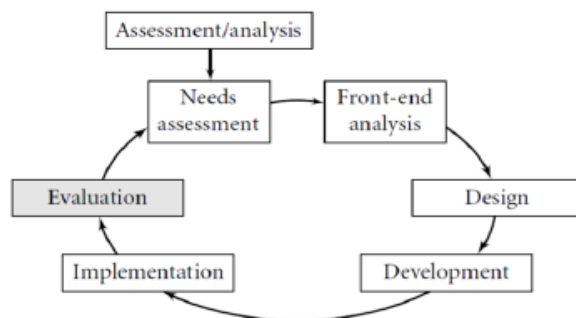 Assessment/analysis
Needs
assessment
Front-end
analysis
Evaluation
Design
Implementation
Development